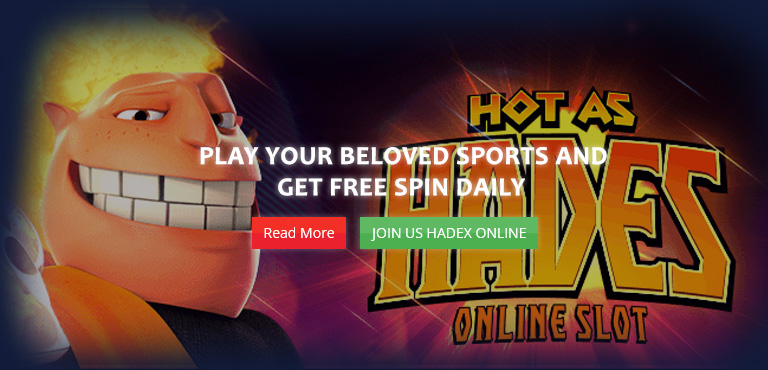 HOT AS
HADES
ONLINE SLOT
PLAY YOUR BELOVED SPORTS AND
GET FREE SPIN DAILY
Read More
JOIN US HADEX ONLINE